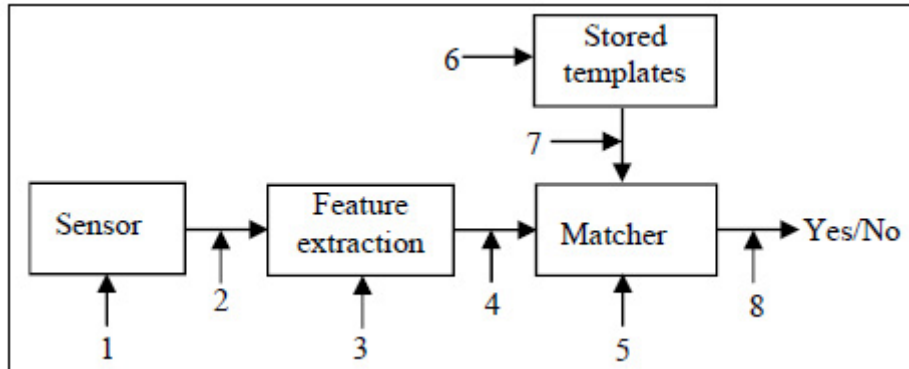 Stored
templates
6
7
Sensor
Feature
extraction
Matcher
Yes/No
1
2
3
4
5
8